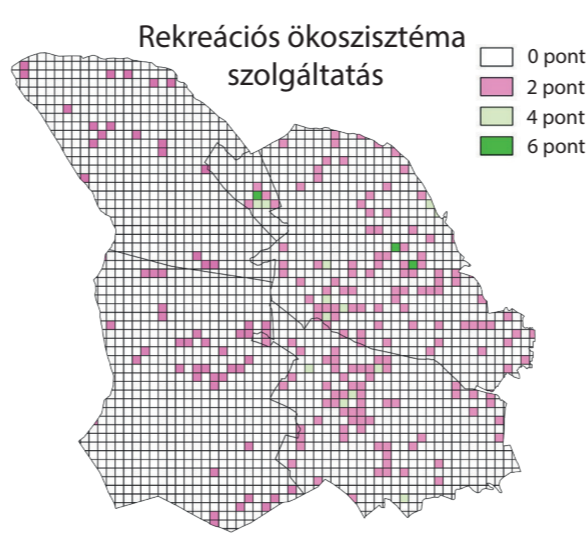 Rekreációs ökoszisztéma
szolgáltatás
0 pont
2 pont
4 pont
6 pont